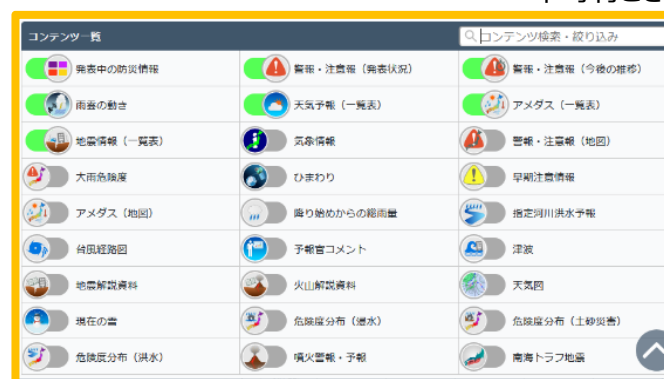 コンテンツ一覧 コンテンツ検索・絞り込み
発表中の防災情報 警報・注意報（発表状況） 警報・注意報（今後の推移）
雨雲の動き 天気予報（一覧表） アメダス（一覧表）
地震情報（一覧表） 気象情報 警報・注意報（地図）
大雨危険度 ひまわり 早期注意情報
アメダス（地図） 降り始めからの総雨量 指定河川洪水予報
台風経路図 予報官コメント 津波
地震解説資料 火山解説資料 天気図
現在の雪 危険度分布（浸水） 危険度分布（土砂災害）
危険度分布（洪水） 噴火警報・予報 南海トラフ地震